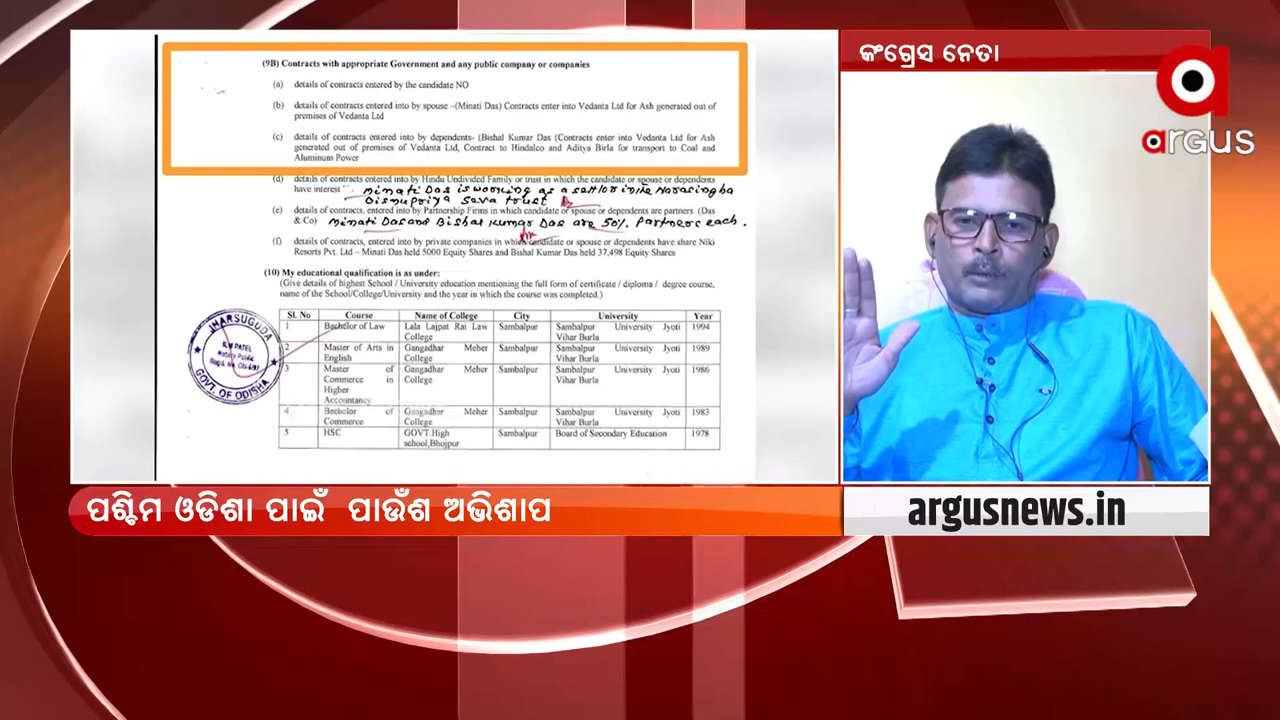 (9B) Contracts with appropriate Government and any public company or companies
(a) details of contracts entered by the candidate NO
(b) details of contracts entered into by spouse –(Minati Das) Contracts enter into Vedanta Ltd for Ash generated out of
premises of Vedanta Ltd
(c) details of contracts entered into by dependents- (Bishal Kumar Das (Contracts enter into Vedanta Ltd for Ash
generated out of premises of Vedanta Ltd, Contract to Hindalco and Aditya Birla for transport to Coal and
Aluminum Power
(d) details of contracts entered into by Hindu Undivided Family or trust in which the candidate or spouse or dependents
have interest minati Das is working as a settlor in the Narasingha
Bisnupriya Seva trust
(e) details of contracts, entered into by Partnership Firms in which candidate or spouse or dependents are partners (Das
& Co) minati Das and Bishal Kumar Das are 50%. Partners each.
(f) details of contracts, entered into by private companies in which candidate or spouse or dependents have share Niki
Resorts Pvt. Ltd – Minati Das held 5000 Equity Shares and Bishal Kumar Das held 37,498 Equity Shares
(10) My educational qualification is as under:
(Give details of highest School / University education mentioning the full form of certificate / diploma / degree course,
name of the School/College/University and the year in which the course was completed.)
Sl. No Course Name of College City University Year
1 Bachelor of Law Lala Lajpat Rai Law Sambalpur Sambalpur University Jyoti 1994
College Vihar Burla
2 Master of Arts in Gangadhar Meher Sambalpur Sambalpur University Jyoti 1989
English College Vihar Burla
3 Master of Gangadhar Meher Sambalpur Sambalpur University Jyoti 1986
Commerce in College Vihar Burla
Higher
Accountancy
4 Bachelor of Gangadhar Meher Sambalpur Sambalpur University Jyoti 1983
Commerce College Vihar Burla
5 HSC GOVT.High Sambalpur Board of Secondary Education 1978
school,Bhojpur
JHARSUGUDA
PATEL
Notary Public
GOVT. OF ODISHA
କଂଗ୍ରେସ ନେତା
argus
ପଶ୍ଚିମ ଓଡିଶା ପାଇଁ ପାଉଁଶ ଅଭିଶାପ
argusnews.in